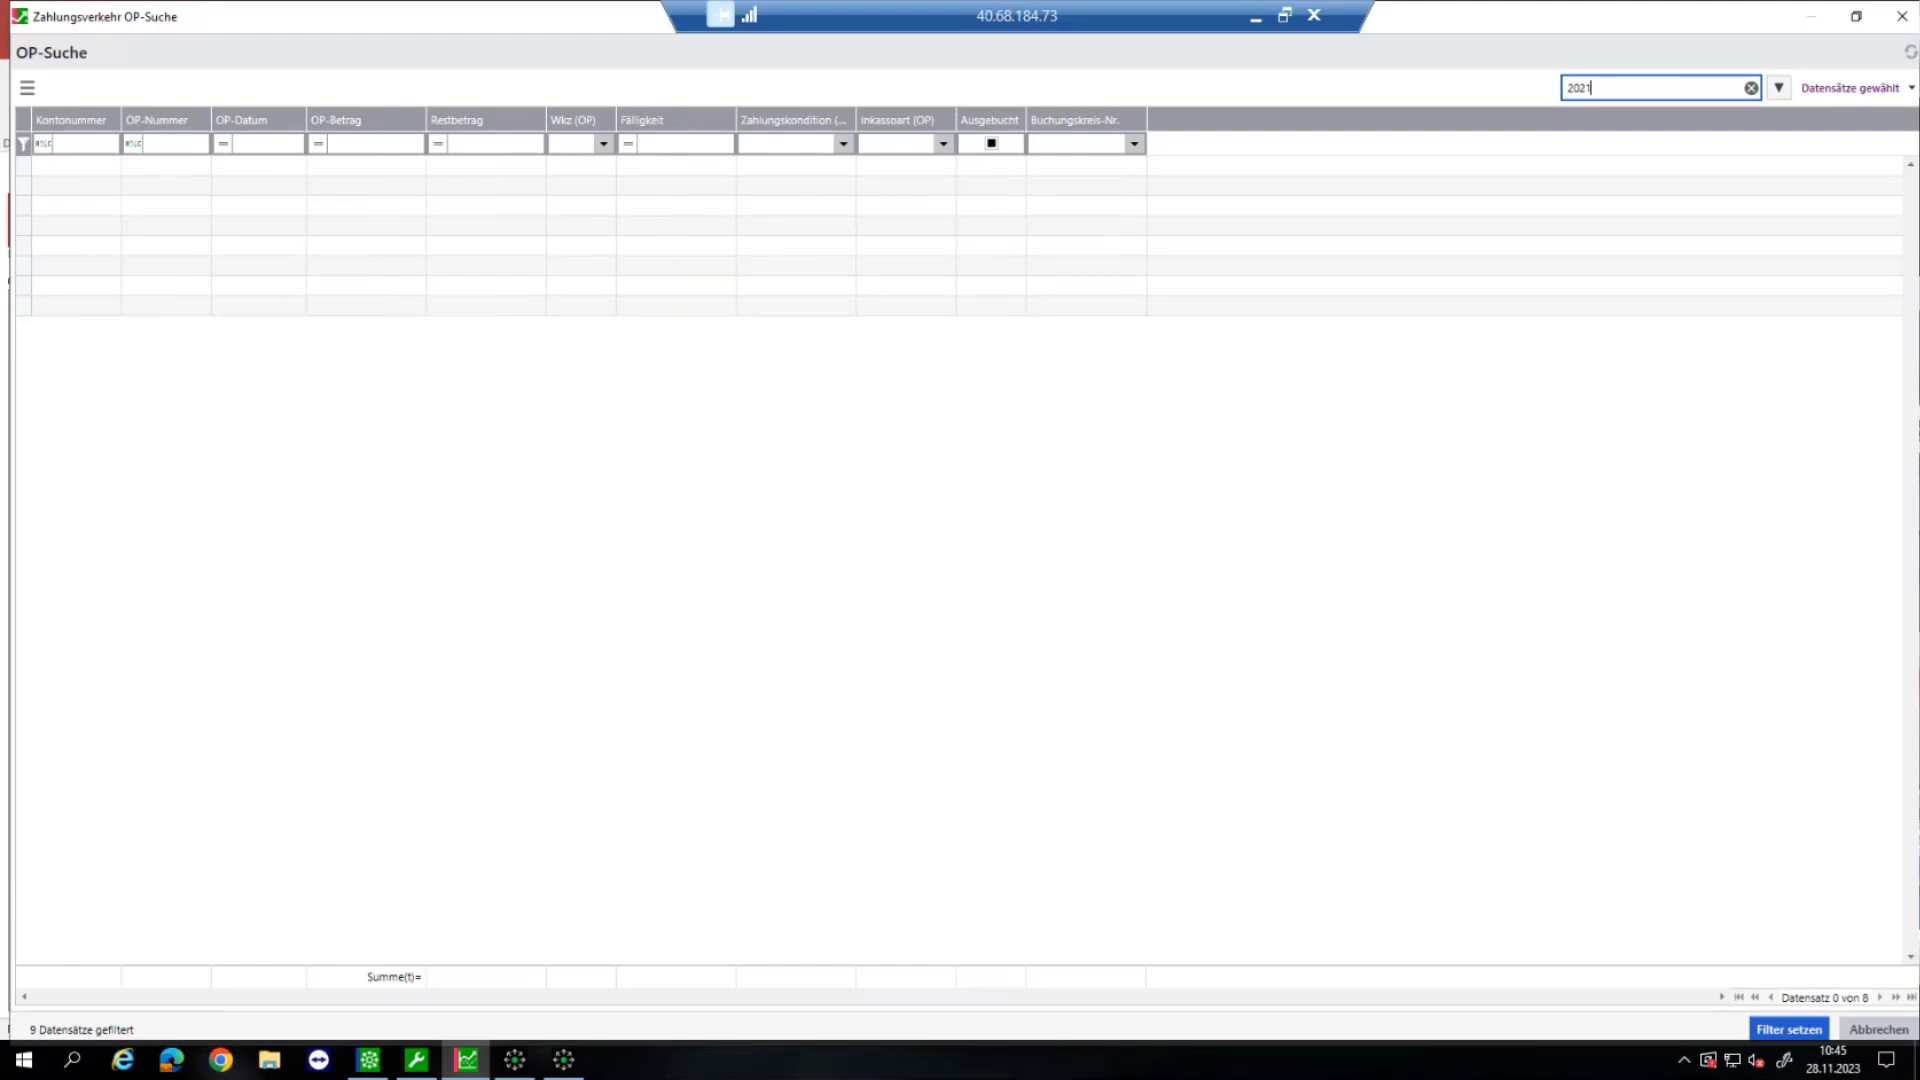 Zahlungsverkehr OP-Suche
40.68.184.73
OP-Suche
2021
Datensätze gewählt
Kontonummer OP-Nummer OP-Datum OP-Betrag Restbetrag Wkz (OP) Fälligkeit Zahlungskondition (... Inkassoart (OP) Ausgebucht Buchungskreis-Nr.
Summe(t)=
Datensatz 0 von 8
9 Datensätze gefiltert
Filter setzen
Abbrechen
10:45
28.11.2023